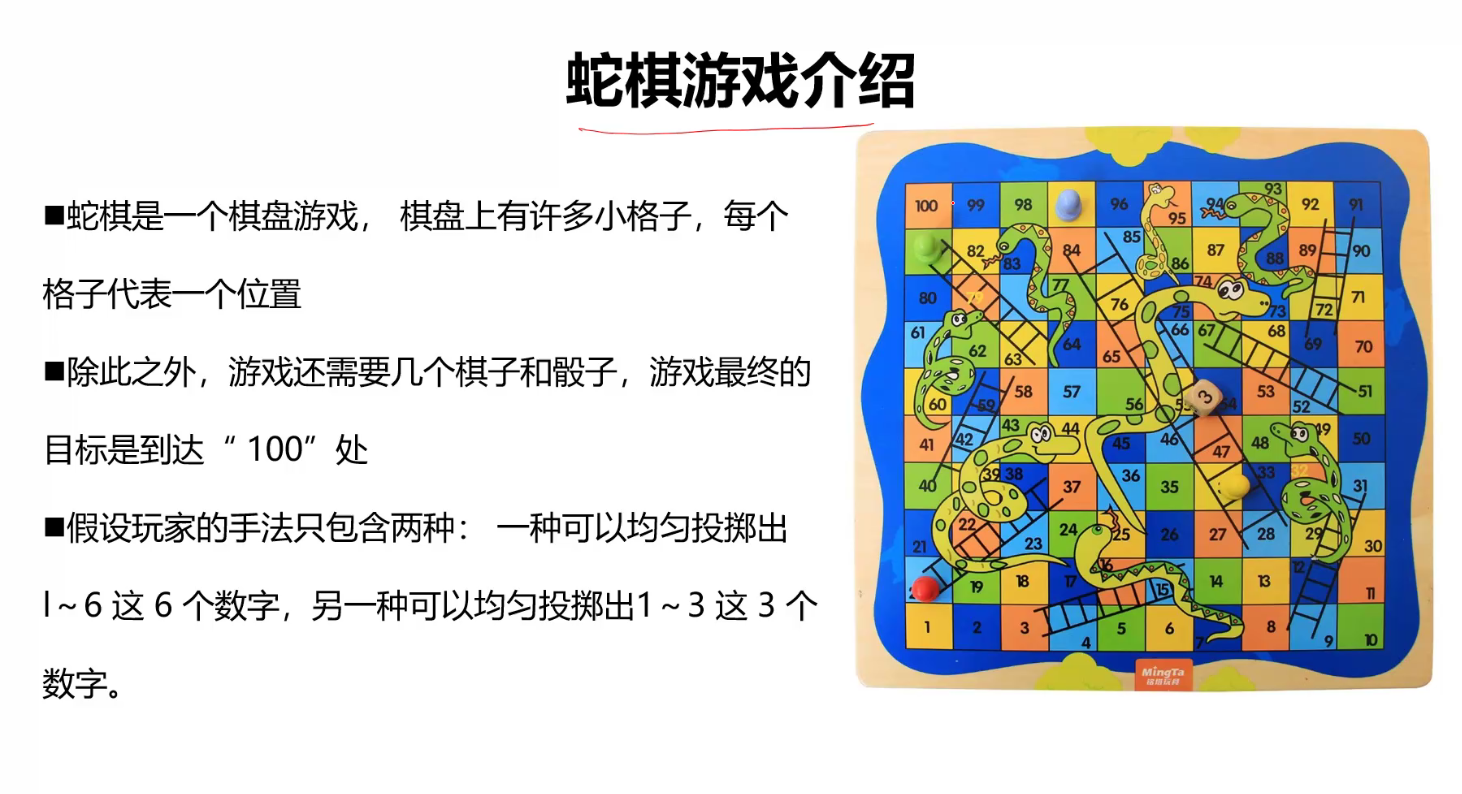 蛇棋游戏介绍
■蛇棋是一个棋盘游戏， 棋盘上有许多小格子，每个
格子代表一个位置
■除此之外，游戏还需要几个棋子和骰子，游戏最终的
目标是到达“ 100”处
■假设玩家的手法只包含两种： 一种可以均匀投掷出
l～6 这 6 个数字，另一种可以均匀投掷出1～3 这 3 个
数字。
100 99 98 96 95 94 93 92 91
82 83 84 85 86 87 88 89 90
80 79 77 76 75 74 73 72 71
61 62 63 64 65 66 67 68 69 70
60 59 58 57 56 55 3 54 53 52 51
41 42 43 44 45 46 47 48 49 50
40 39 38 37 36 35 33 32 31
21 22 23 24 25 26 27 28 29 30
19 18 17 16 15 14 13 12 11
1 2 3 4 5 6 7 8 9 10
MingTa
铭塔玩具